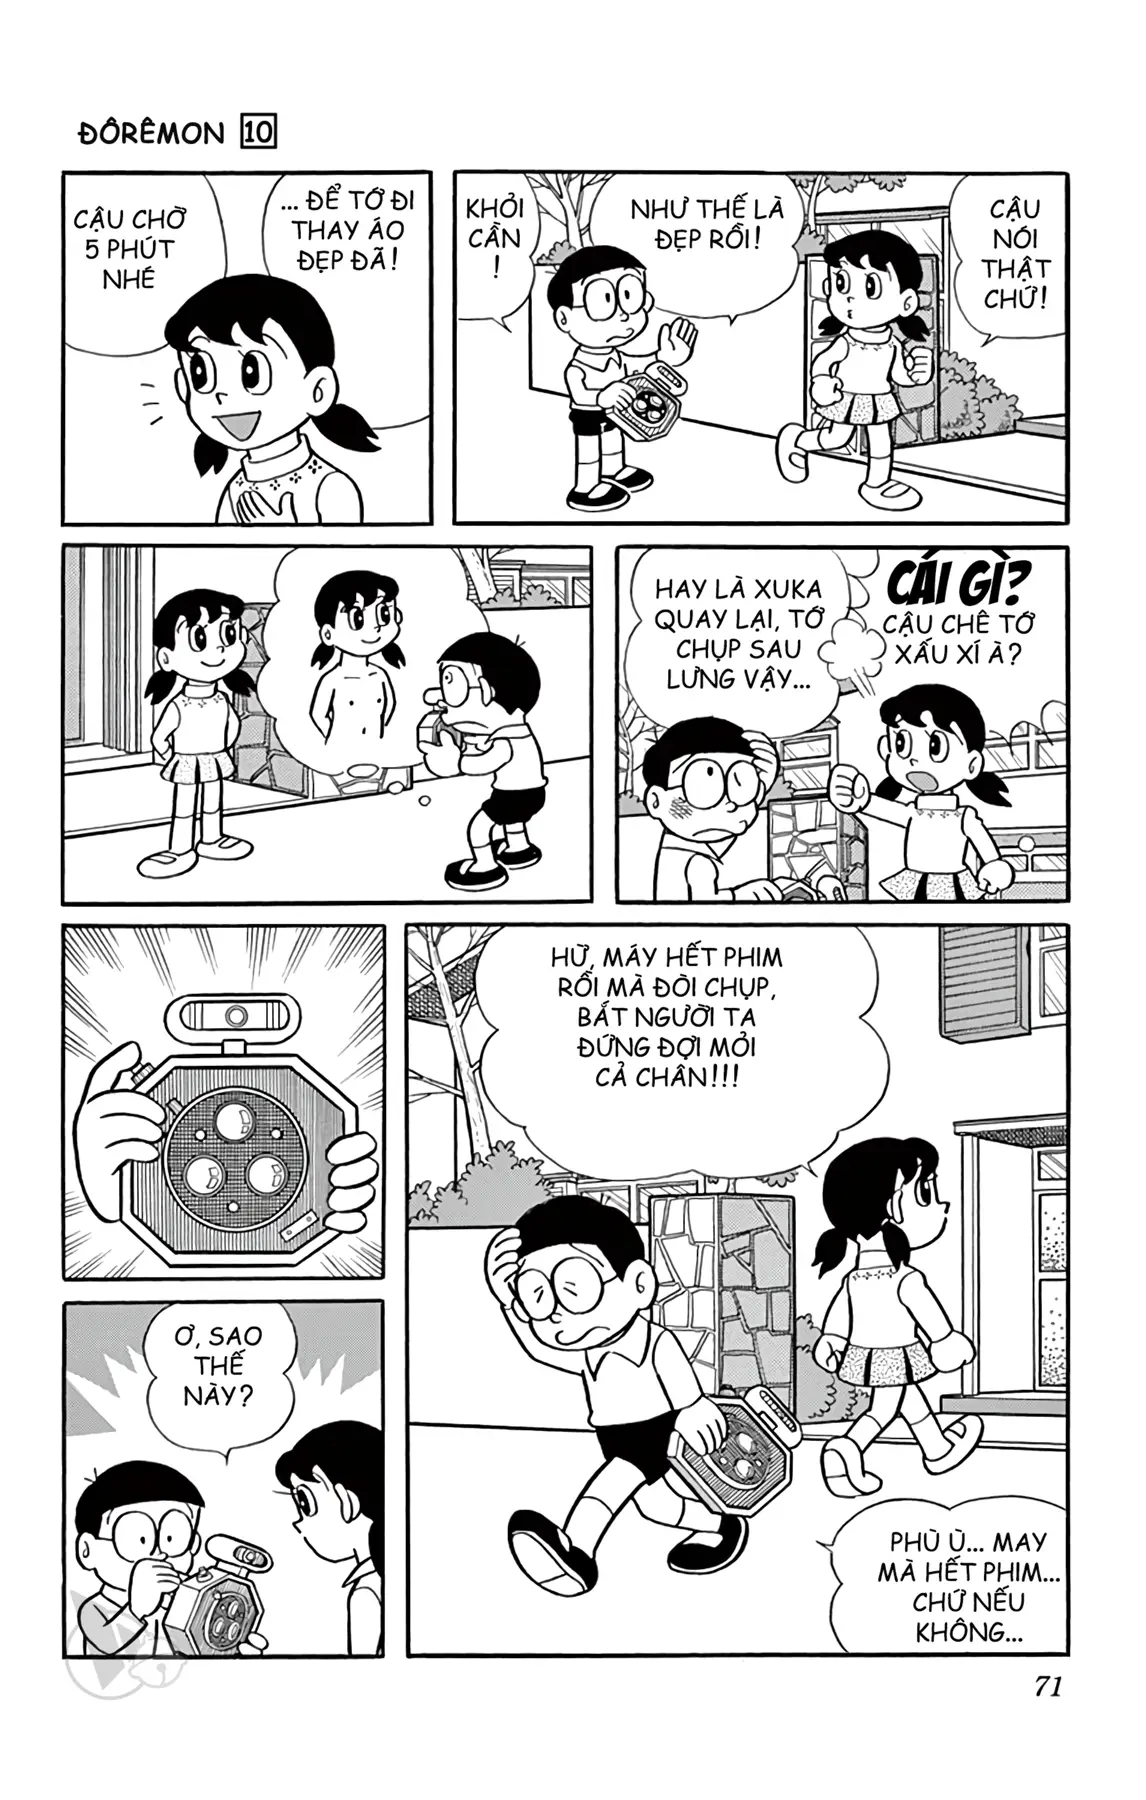 ĐÔRÊMON 10
CẬU CHỜ
5 PHÚT
NHÉ
... ĐỂ TỚ ĐI
THAY ÁO
ĐẸP ĐÃ!
KHỎI
CẦN
!
NHƯ THẾ LÀ
ĐẸP RỒI!
CẬU
NÓI
THẬT
CHỨ!
HAY LÀ XUKA
QUAY LẠI, TỚ
CHỤP SAU
LƯNG VẬY...
CÁI GÌ?
CẬU CHÊ TỚ
XẤU XÍ À?
Ơ, SAO
THẾ
NÀY?
HỪ, MÁY HẾT PHIM
RỒI MÀ ĐÒI CHỤP,
BẮT NGƯỜI TA
ĐỨNG ĐỢI MỎI
CẢ CHÂN!!!
PHÙ Ù... MAY
MÀ HẾT PHIM...
CHỨ NẾU
KHÔNG...
71